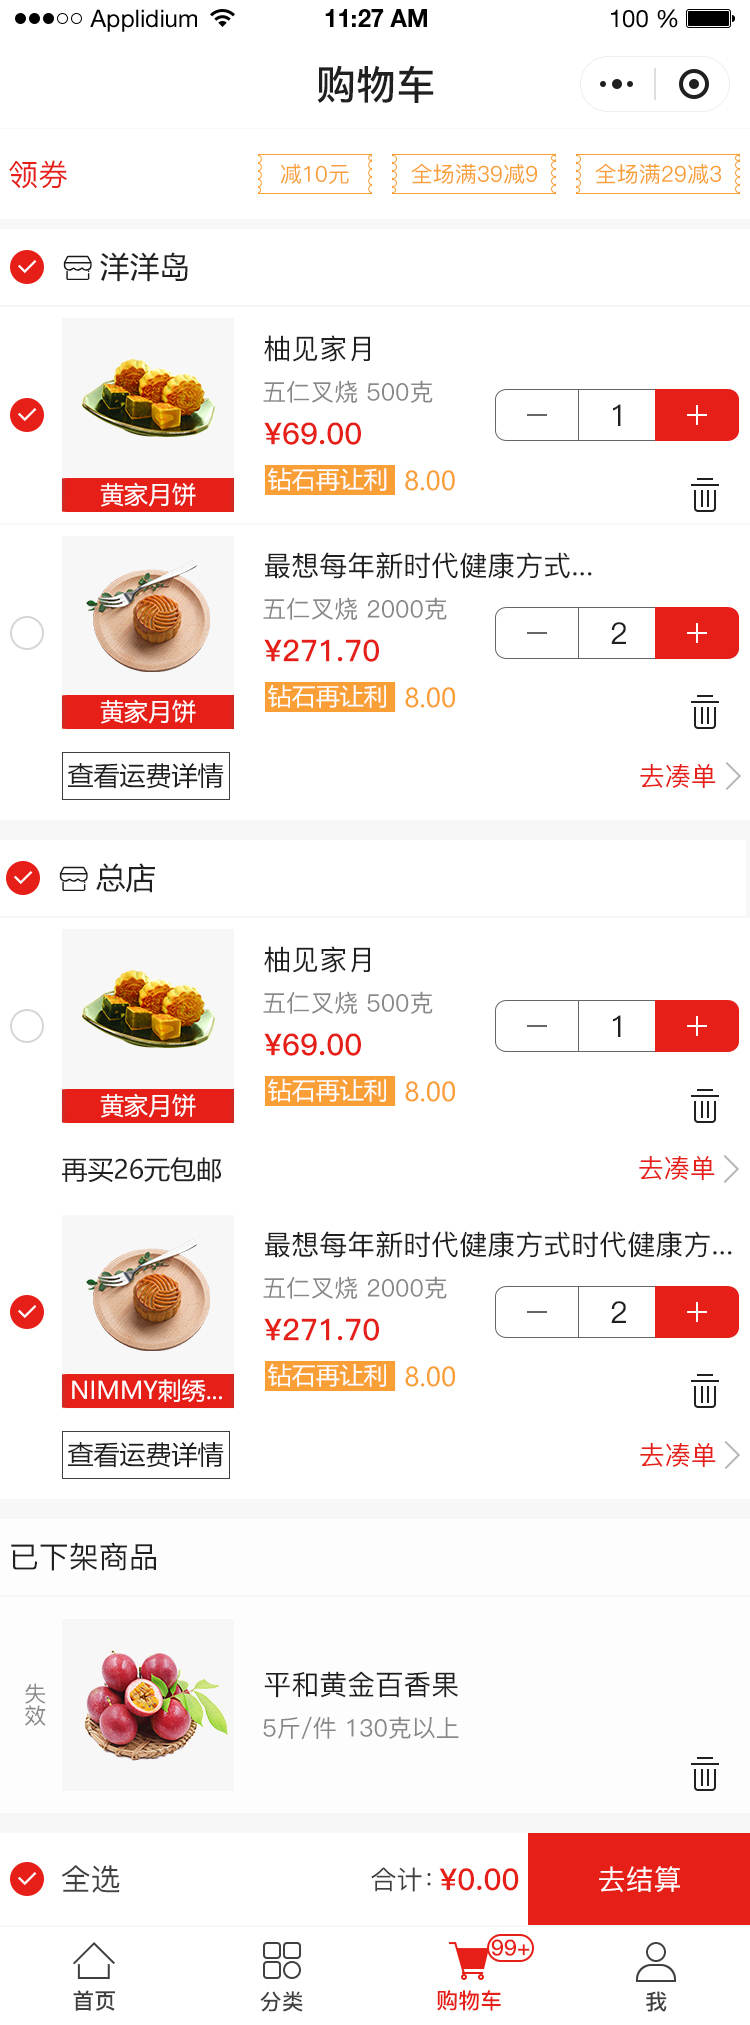 Applidium 11:27 AM 100 %
购物车
领券 减10元 全场满39减9 全场满29减3
洋洋岛
柚见家月
五仁叉烧 500克
¥69.00
1
钻石再让利 8.00
黄家月饼
最想每年新时代健康方式...
五仁叉烧 2000克
¥271.70
2
钻石再让利 8.00
黄家月饼
查看运费详情 去凑单
总店
柚见家月
五仁叉烧 500克
¥69.00
1
钻石再让利 8.00
黄家月饼
再买26元包邮 去凑单
最想每年新时代健康方式时代健康方...
五仁叉烧 2000克
¥271.70
2
钻石再让利 8.00
NIMMY刺绣...
查看运费详情 去凑单
已下架商品
失效
平和黄金百香果
5斤/件 130克以上
全选 合计: ¥0.00 去结算
99+
首页 分类 购物车 我